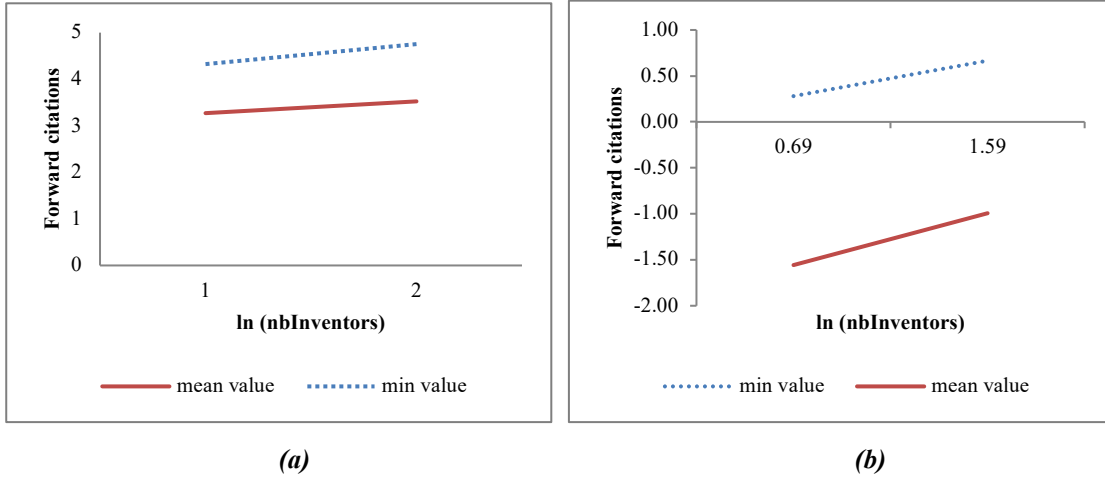 5
4
3
2
1
0
Forward citations
1 2
ln (nbInventors)
mean value min value
(a)
1.00
0.50
0.00
-0.50
-1.00
-1.50
-2.00
Forward citations
0.69 1.59
ln (nbInventors)
min value mean value
(b)